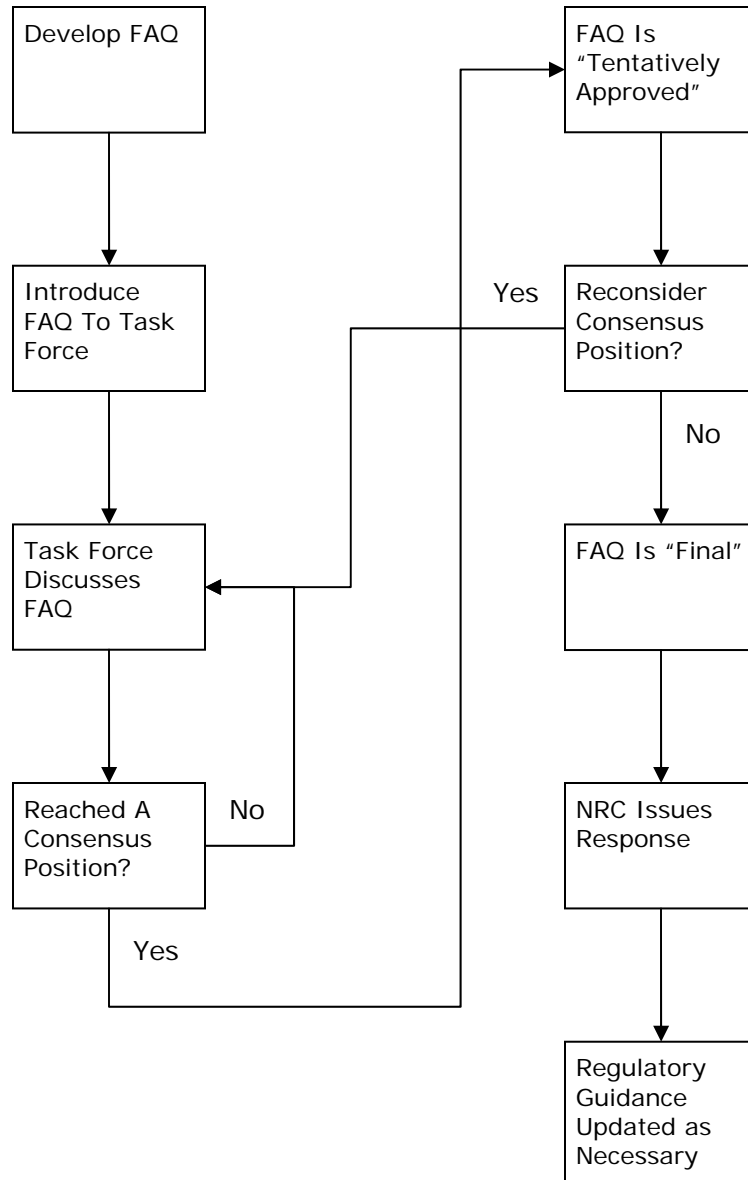 Develop FAQ
Introduce
FAQ To Task
Force
Task Force
Discusses
FAQ
Reached A
Consensus
Position?
No
Yes
FAQ Is
“Tentatively
Approved”
Yes
Reconsider
Consensus
Position?
No
FAQ Is “Final”
NRC Issues
Response
Regulatory
Guidance
Updated as
Necessary